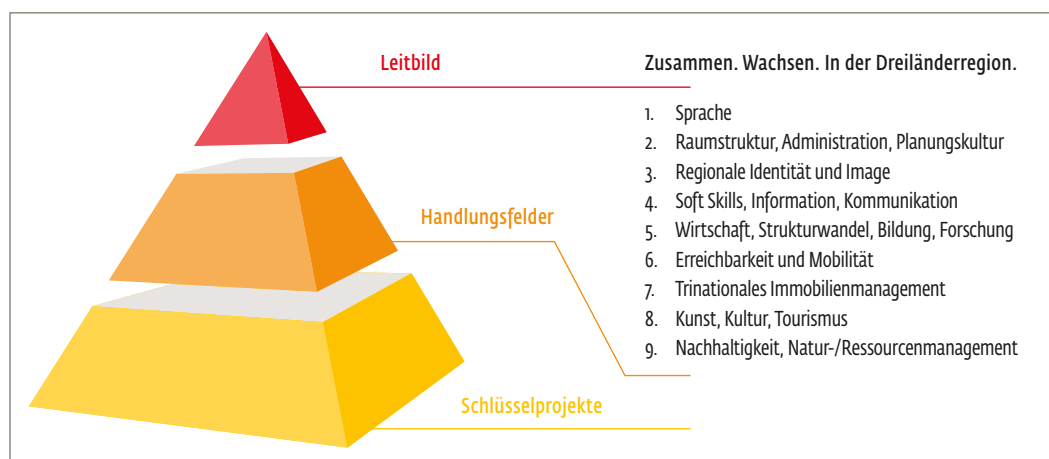 Leitbild
Zusammen. Wachsen. In der Dreiländerregion.
1. Sprache
2. Raumstruktur, Administration, Planungskultur
3. Regionale Identität und Image
4. Soft Skills, Information, Kommunikation
5. Wirtschaft, Strukturwandel, Bildung, Forschung
6. Erreichbarkeit und Mobilität
7. Trinationales Immobilienmanagement
8. Kunst, Kultur, Tourismus
9. Nachhaltigkeit, Natur-/Ressourcenmanagement
Handlungsfelder
Schlüsselprojekte